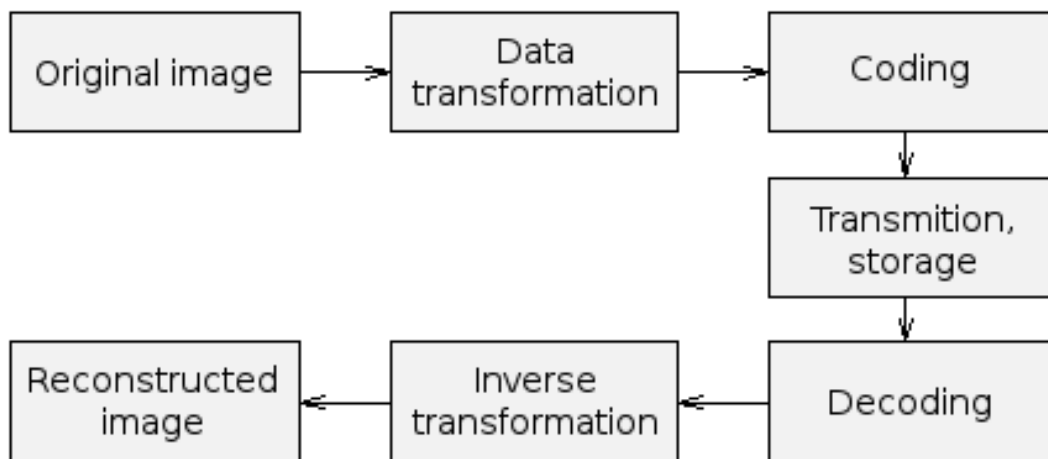 Original image
Data
transformation
Coding
Transmition,
storage
Decoding
Inverse
transformation
Reconstructed
image